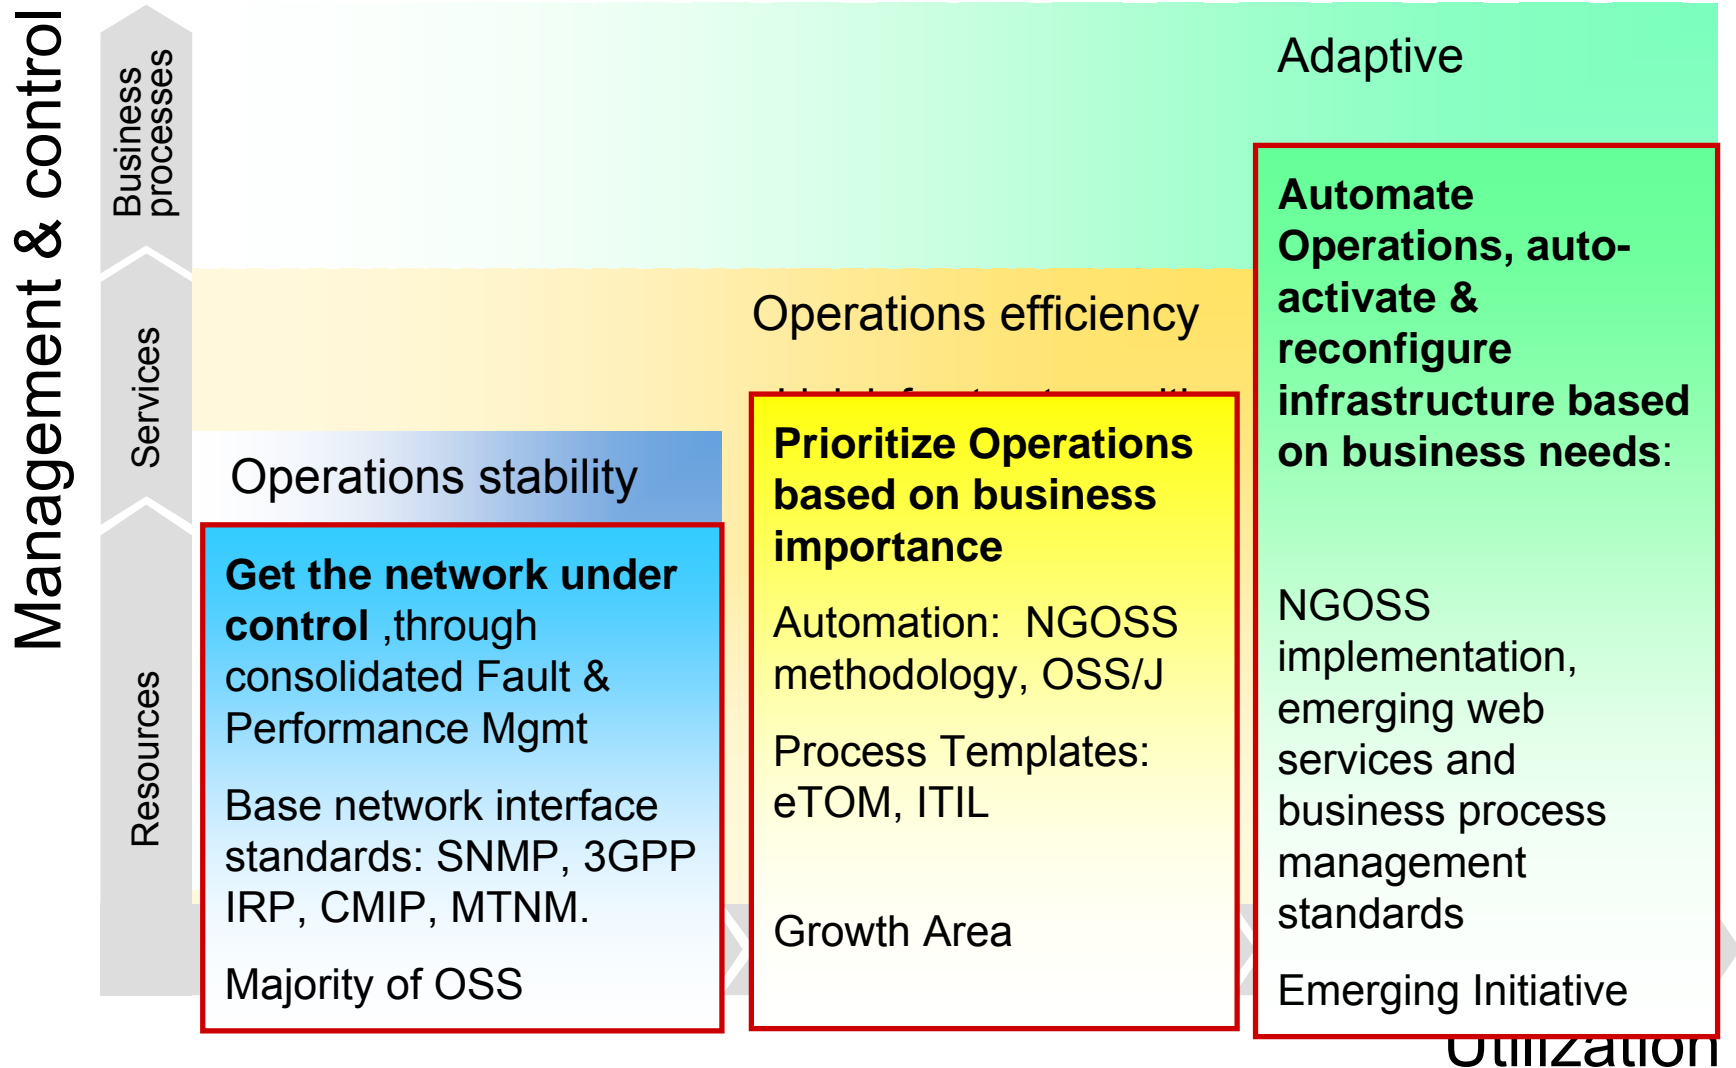 Management & control
Business
processes
Services
Resources
Adaptive
Automate
Operations, auto-
activate &
reconfigure
infrastructure based
on business needs:
NGOSS
implementation,
emerging web
services and
business process
management
standards
Emerging Initiative
Operations efficiency
Prioritize Operations
based on business
importance
Automation:  NGOSS
methodology, OSS/J
Process Templates:
eTOM, ITIL
Growth Area
Operations stability
Get the network under
control ,through
consolidated Fault &
Performance Mgmt
Base network interface
standards: SNMP, 3GPP
IRP, CMIP, MTNM.
Majority of OSS
Utilization